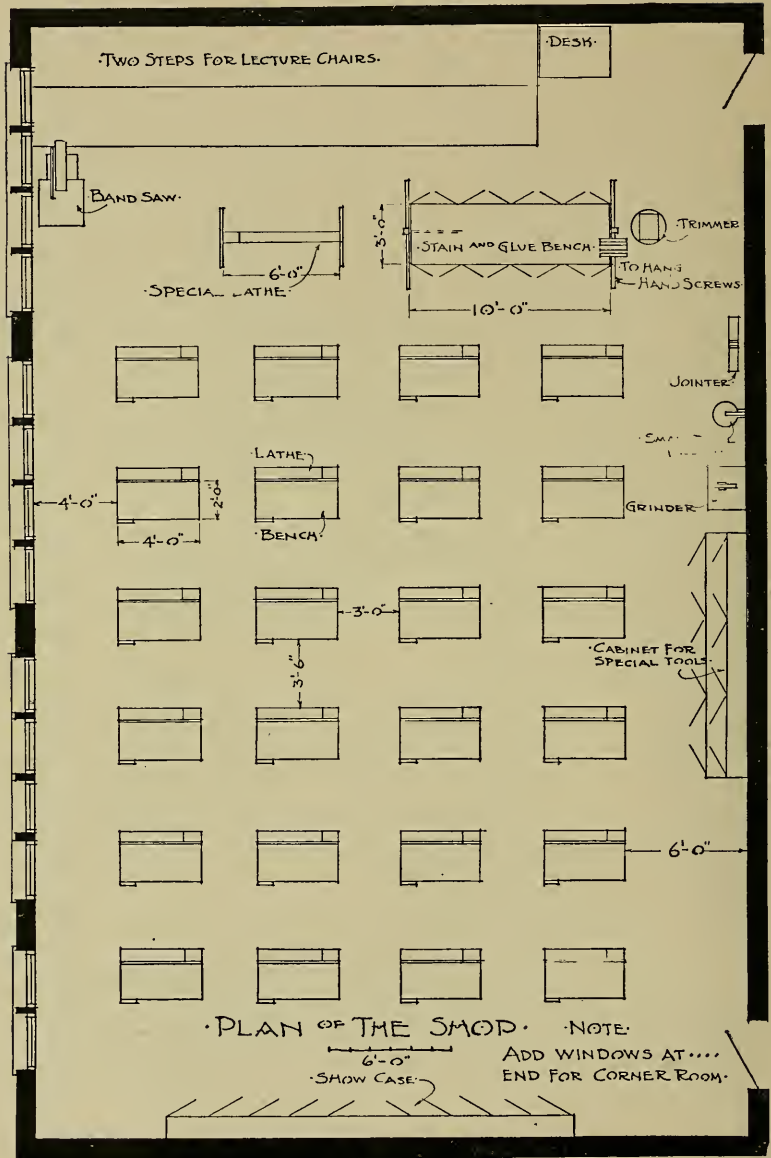 ·TWO STEPS FOR LECTURE CHAIRS·
·DESK·
BAND SAW·
3'-0"
·STAIN AND GLUE BENCH·
·TRIMMER
6'-0"
·SPECIAL LATHE·
TO HANG
HAND SCREWS
10'-0"
JOINTER·
·LATHE
4'-0"
2'-0"
GRINDER
·BENCH
4'-0"
3'-0"
3'-6"
·CABINET FOR
SPECIAL TOOLS·
6'-0"
·PLAN OF THE SHOP·
·NOTE·
6'-0"
ADD WINDOWS AT....
END FOR CORNER ROOM·
·SHOW CASE·